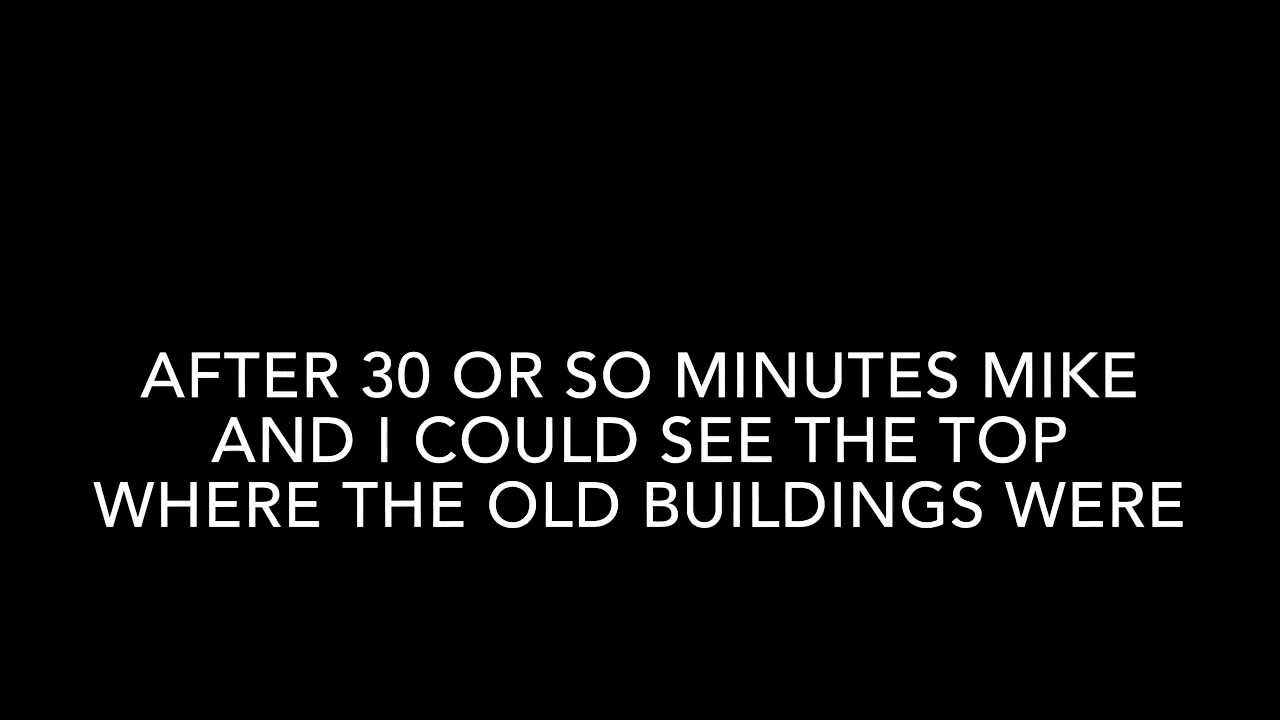 AFTER 30 OR SO MINUTES MIKE
AND I COULD SEE THE TOP
WHERE THE OLD BUILDINGS WERE